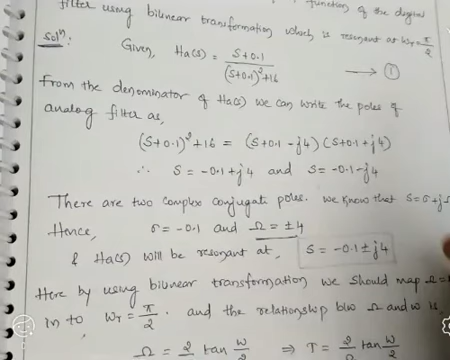 function of the digital
filter using bilinear transformation which is resonant at ωr = π/2
Solⁿ: Given, Ha(s) = s+0.1 / (s+0.1)²+16 → ①
From the denominator of Ha(s) we can write the poles of
analog filter as,
(s+0.1)²+16 = (s+0.1-j4)(s+0.1+j4)
∴ s = -0.1+j4 and s = -0.1-j4
There are two complex conjugate poles. we know that s=σ+jΩ
Hence, σ = -0.1 and Ω = ±4
& Ha(s) will be resonant at, s = -0.1±j4
Here by using bilinear transformation we should map Ω=
in to ωr = π/2. and the relationship b/w Ω and ω is
Ω = 2/ tan ω/2 ⇒ T = 2/Ω tan ω/2